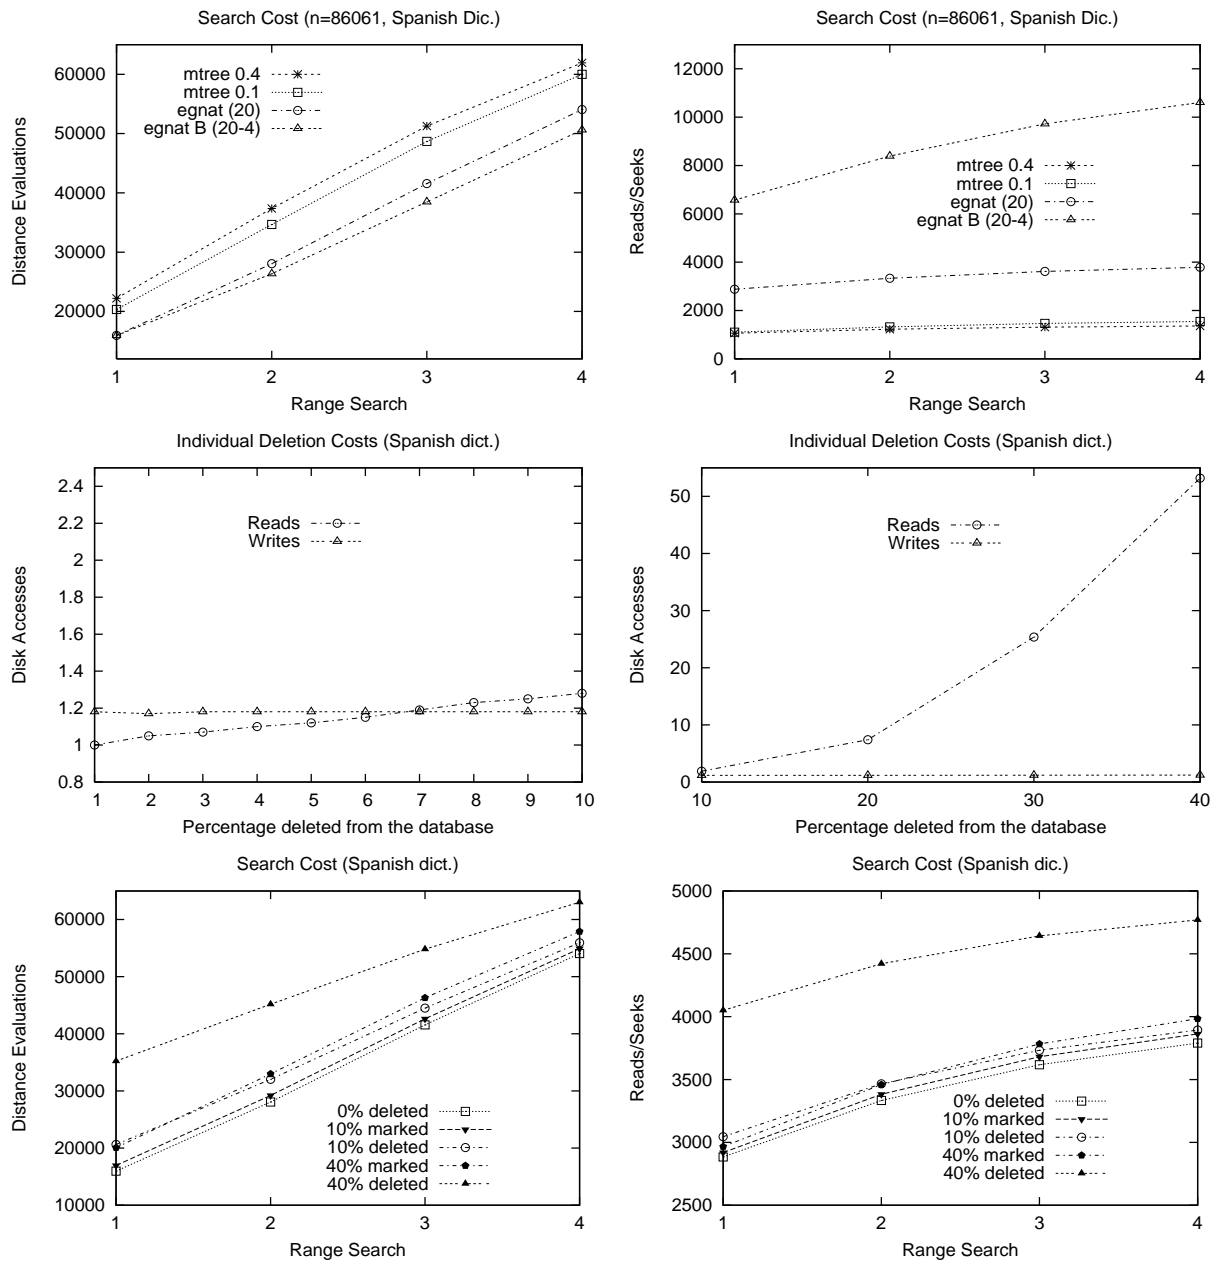 Search Cost (n=86061, Spanish Dic.)
60000
50000
40000
30000
20000
Distance Evaluations
mtree 0.4
mtree 0.1
egnat (20)
egnat B (20-4)
1 2 3 4
Range Search
Search Cost (n=86061, Spanish Dic.)
12000
10000
8000
6000
4000
2000
0
Reads/Seeks
mtree 0.4
mtree 0.1
egnat (20)
egnat B (20-4)
1 2 3 4
Range Search
Individual Deletion Costs (Spanish dict.)
2.4
2.2
2
1.8
1.6
1.4
1.2
1
0.8
Disk Accesses
Reads
Writes
1 2 3 4 5 6 7 8 9 10
Percentage deleted from the database
Individual Deletion Costs (Spanish dict.)
50
40
30
20
10
0
Disk Accesses
Reads
Writes
10 20 30 40
Percentage deleted from the database
Search Cost (Spanish dict.)
60000
50000
40000
30000
20000
10000
Distance Evaluations
0% deleted
10% marked
10% deleted
40% marked
40% deleted
1 2 3 4
Range Search
Search Cost (Spanish dic.)
5000
4500
4000
3500
3000
2500
Reads/Seeks
0% deleted
10% marked
10% deleted
40% marked
40% deleted
1 2 3 4
Range Search